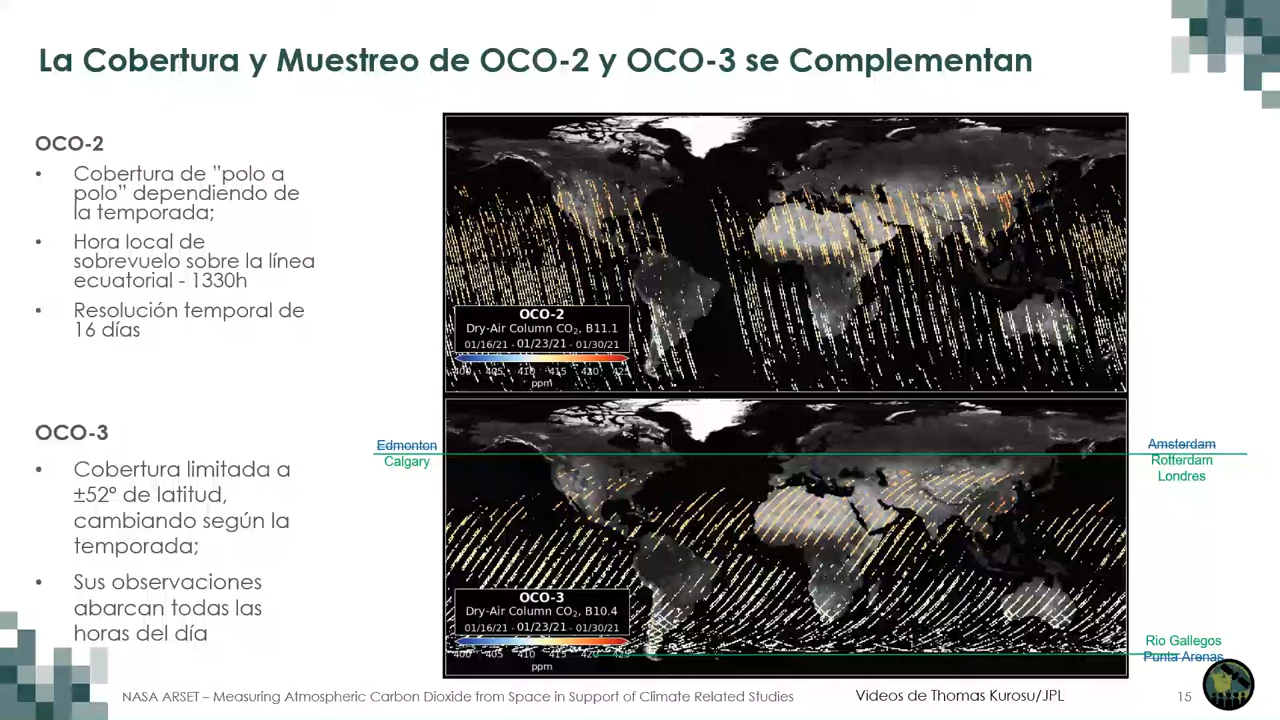 La Cobertura y Muestreo de OCO-2 y OCO-3 se Complementan
OCO-2
• Cobertura de ”polo a
polo” dependiendo de
la temporada;
• Hora local de
sobrevuelo sobre la línea
ecuatorial - 1330h
• Resolución temporal de
16 días
OCO-2
Dry-Air Column CO₂, B11.1
01/16/21 - 01/23/21 - 01/30/21
400 405 410 415 420 425
ppm
OCO-3
• Cobertura limitada a
±52° de latitud,
cambiando según la
temporada;
• Sus observaciones
abarcan todas las
horas del día
Edmonton
Calgary
Amsterdam
Rotterdam
Londres
OCO-3
Dry-Air Column CO₂, B10.4
01/16/21 - 01/23/21 - 01/30/21
400 405 410 415 420 425
ppm
Rio Gallegos
Punta Arenas
NASA ARSET – Measuring Atmospheric Carbon Dioxide from Space in Support of Climate Related Studies
Videos de Thomas Kurosu/JPL
15